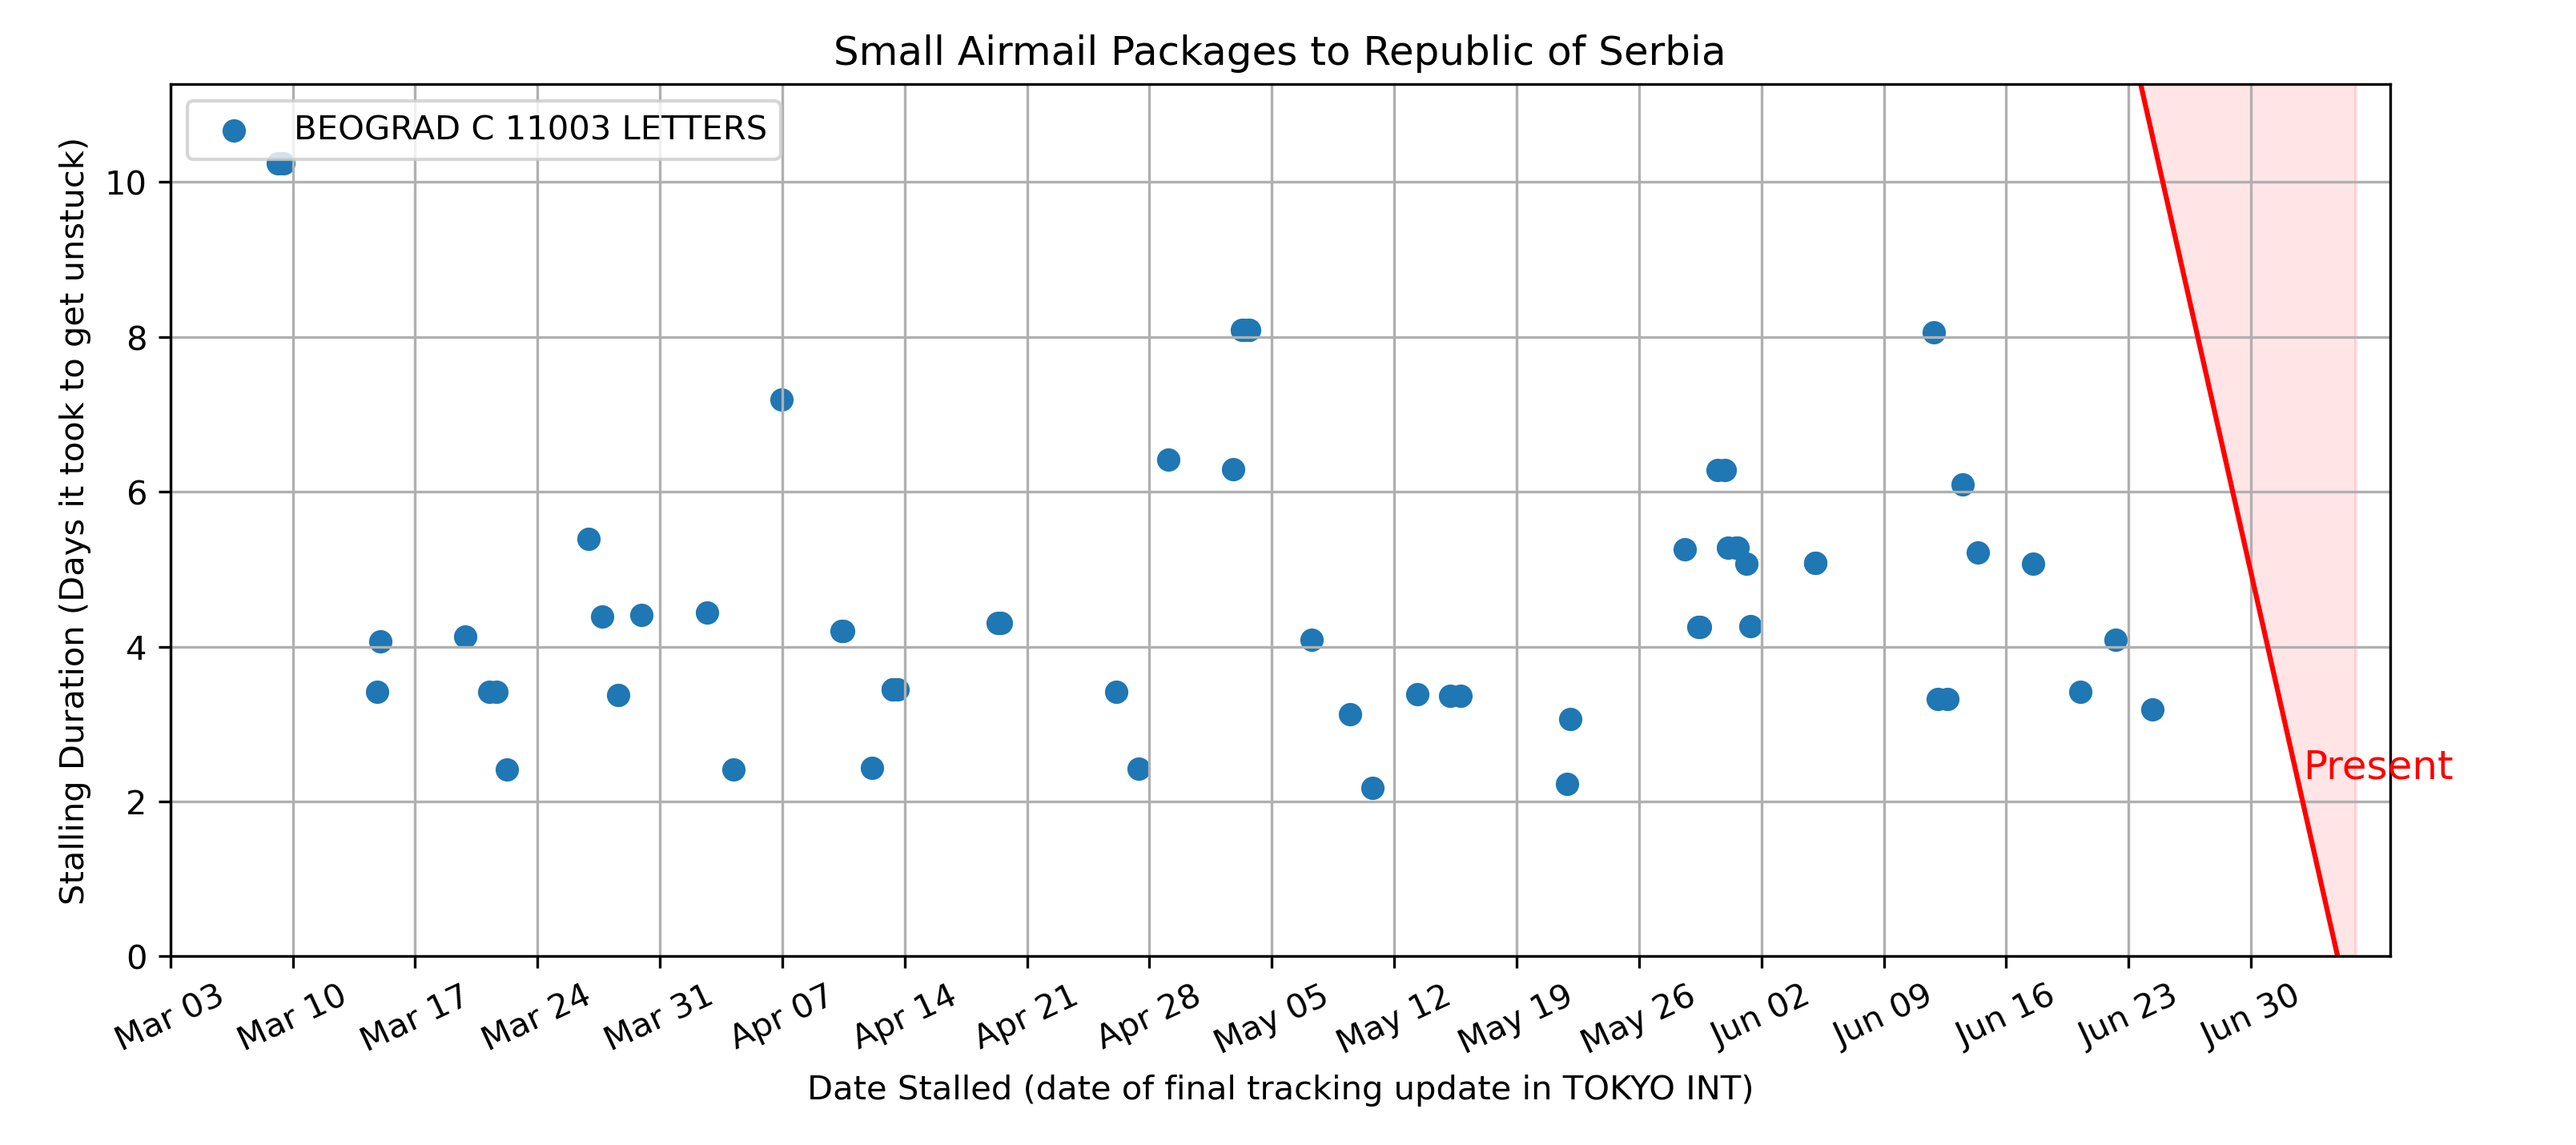 Small Airmail Packages to Republic of Serbia
BEOGRAD C 11003 LETTERS
Stalling Duration (Days it took to get unstuck)
10
8
6
4
2
0
Present
Mar 03
Mar 10
Mar 17
Mar 24
Mar 31
Apr 07
Apr 14
Apr 21
Apr 28
May 05
May 12
May 19
May 26
Jun 02
Jun 09
Jun 16
Jun 23
Jun 30
Date Stalled (date of final tracking update in TOKYO INT)